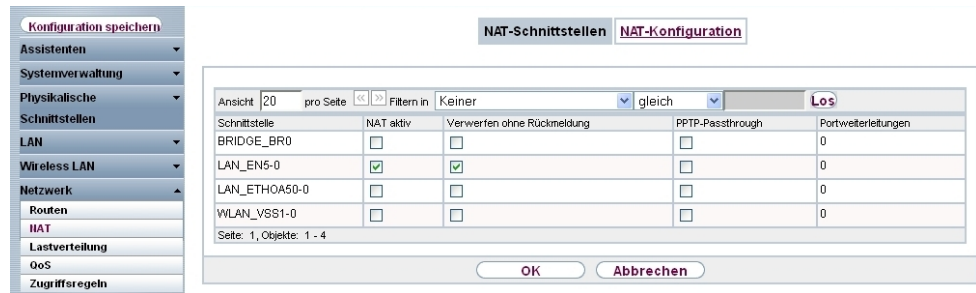 Konfiguration speichern
Assistenten
Systemverwaltung
Physikalische
Schnittstellen
LAN
Wireless LAN
Netzwerk
Routen
NAT
Lastverteilung
QoS
Zugriffsregeln
NAT-Schnittstellen NAT-Konfiguration
Ansicht 20 pro Seite << >> Filtern in Keiner gleich Los
Schnittstelle NAT aktiv Verwerfen ohne Rückmeldung PPTP-Passthrough Portweiterleitungen
BRIDGE_BR0 0
LAN_EN5-0 0
LAN_ETHOA50-0 0
WLAN_VSS1-0 0
Seite: 1, Objekte: 1 - 4
OK Abbrechen